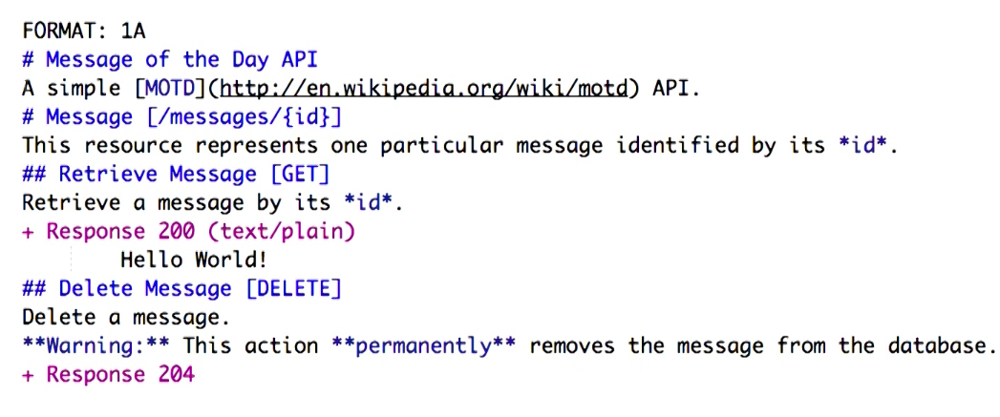 FORMAT: 1A
# Message of the Day API
A simple [MOTD](http://en.wikipedia.org/wiki/motd) API.
# Message [/messages/{id}]
This resource represents one particular message identified by its *id*.
## Retrieve Message [GET]
Retrieve a message by its *id*.
+ Response 200 (text/plain)
        Hello World!
## Delete Message [DELETE]
Delete a message.
**Warning:** This action **permanently** removes the message from the database.
+ Response 204